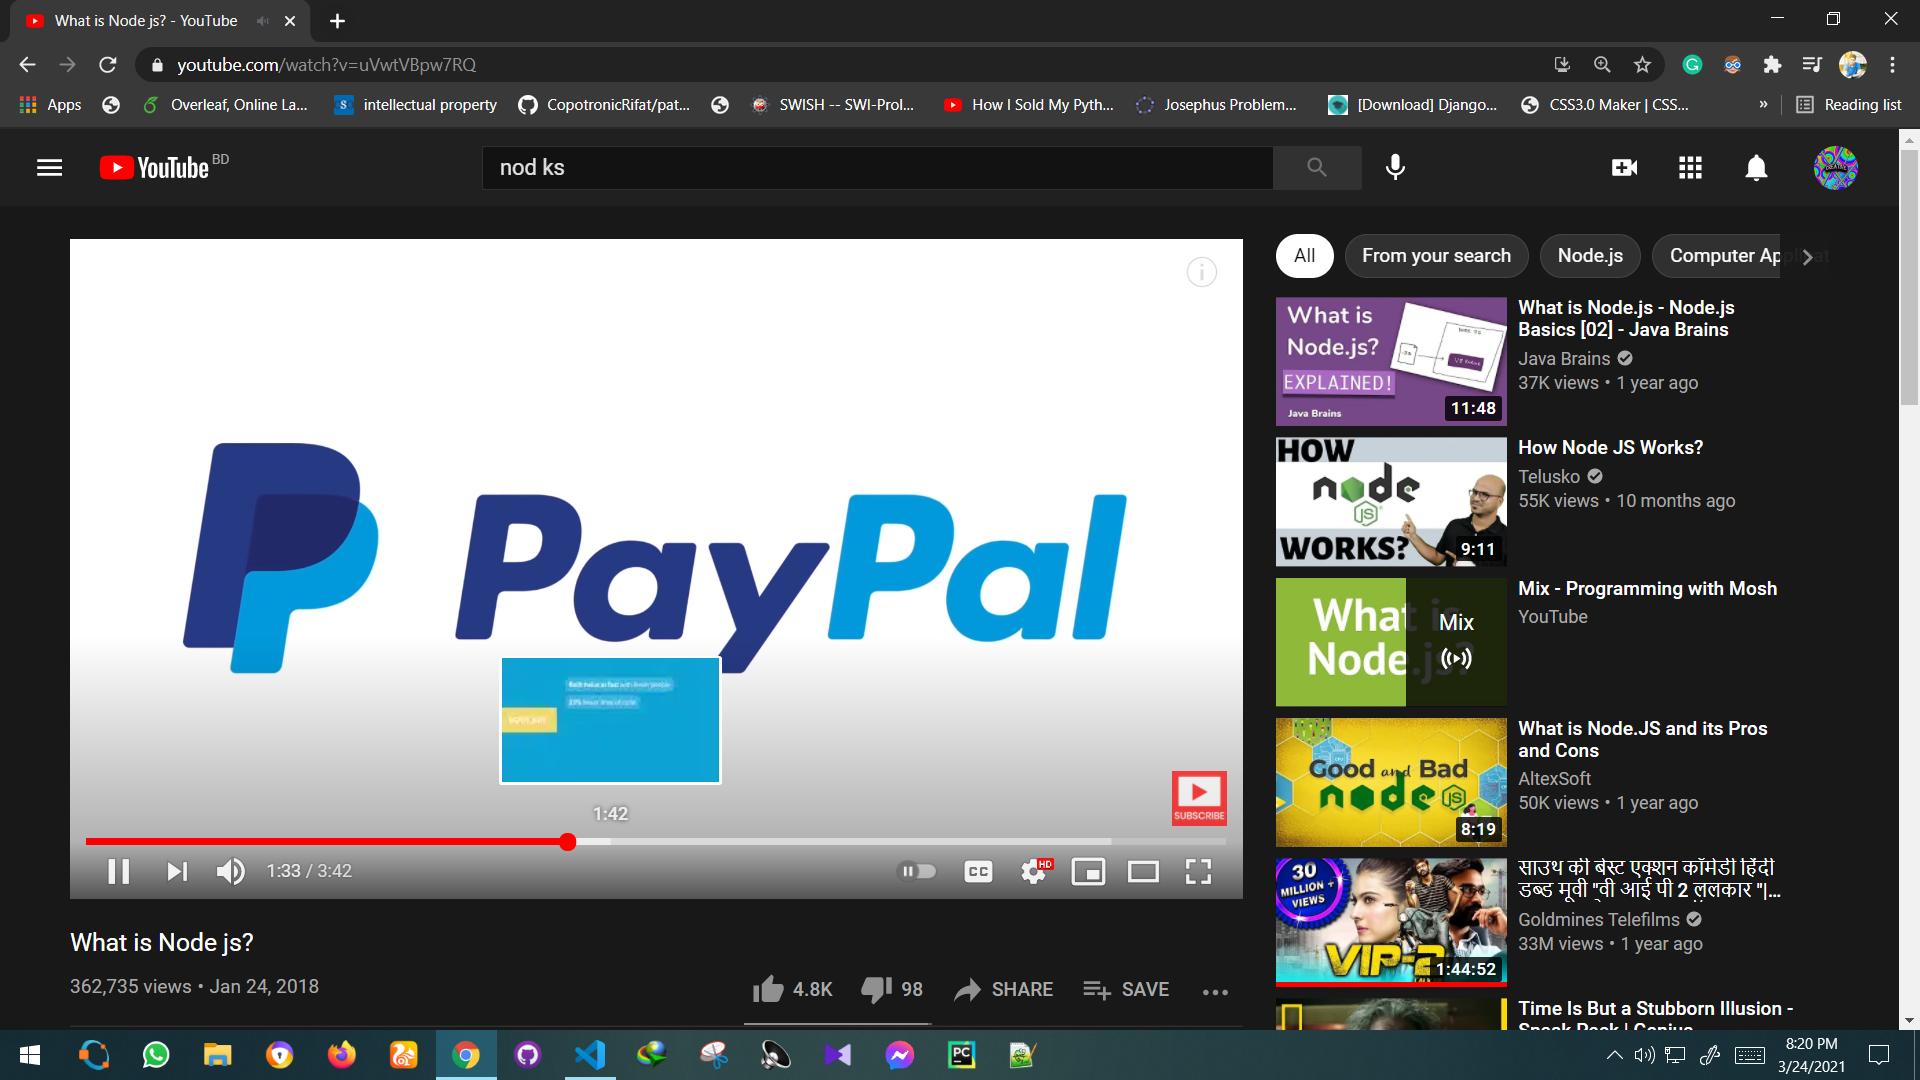 What is Node js? - YouTube
youtube.com/watch?v=uVwtVBpw7RQ
Apps
Overleaf, Online La...
intellectual property
CopotronicRifat/pat...
SWISH -- SWI-Prol...
How I Sold My Pyth...
Josephus Problem...
[Download] Django...
CSS3.0 Maker | CSS...
»
Reading list
YouTube BD
nod ks
All
From your search
Node.js
Computer Ap
PayPal
1:42
SUBSCRIBE
1:33 / 3:42
CC
HD
What is Node js?
362,735 views • Jan 24, 2018
4.8K
98
SHARE
SAVE
What is
Node.js?
EXPLAINED!
Java Brains
11:48
What is Node.js - Node.js
Basics [02] - Java Brains
Java Brains
37K views • 1 year ago
HOW
node
JS
WORKS?
9:11
How Node JS Works?
Telusko
55K views • 10 months ago
What is
Node.js?
Mix
Mix - Programming with Mosh
YouTube
Good and Bad
node JS
8:19
What is Node.JS and its Pros
and Cons
AltexSoft
50K views • 1 year ago
30
MILLION +
VIEWS
VIP-2
1:44:52
साउथ की बेस्ट एक्शन कॉमेडी हिंदी
डब्ड मूवी "वी आई पी 2 ललकार "|...
Goldmines Telefilms
33M views • 1 year ago
Time Is But a Stubborn Illusion -
Sneak Peek | Genius
PC
8:20 PM
3/24/2021